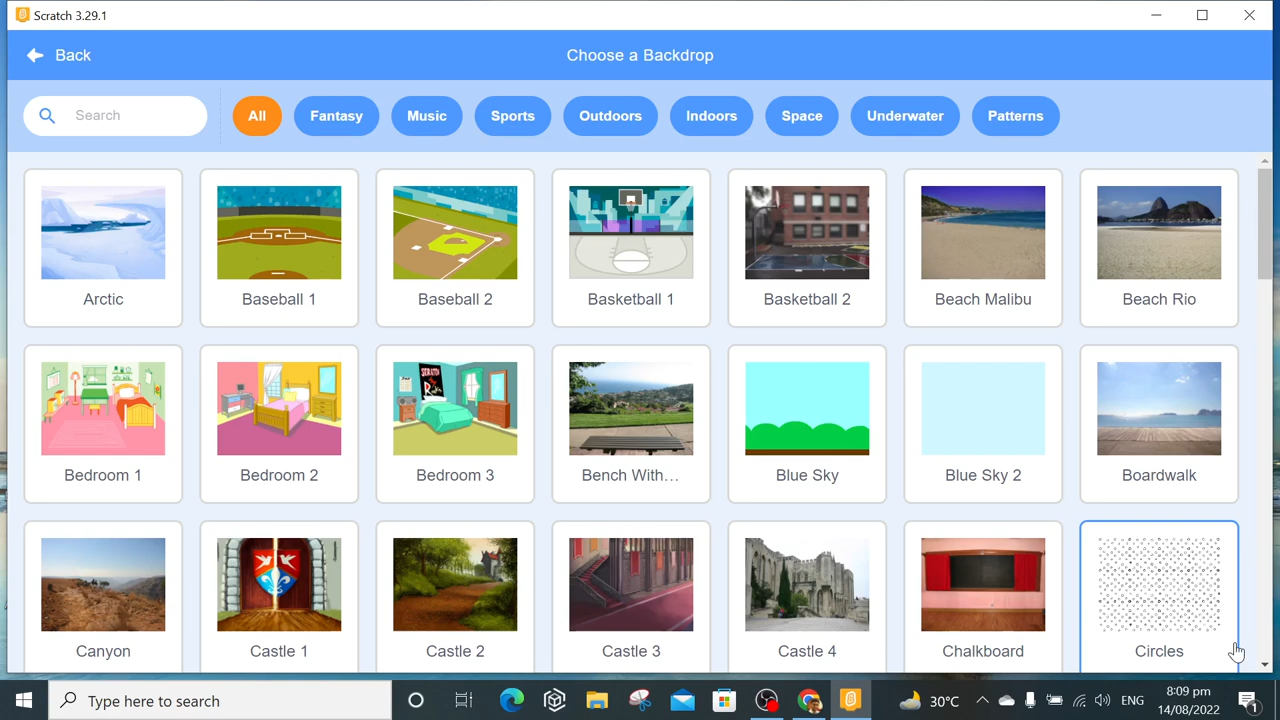 Scratch 3.29.1
Back
Choose a Backdrop
Search
All
Fantasy
Music
Sports
Outdoors
Indoors
Space
Underwater
Patterns
Arctic
Baseball 1
Baseball 2
Basketball 1
Basketball 2
Beach Malibu
Beach Rio
Bedroom 1
Bedroom 2
Bedroom 3
Bench With...
Blue Sky
Blue Sky 2
Boardwalk
Canyon
Castle 1
Castle 2
Castle 3
Castle 4
Chalkboard
Circles
Type here to search
30°C
ENG
8:09 pm
14/08/2022
1